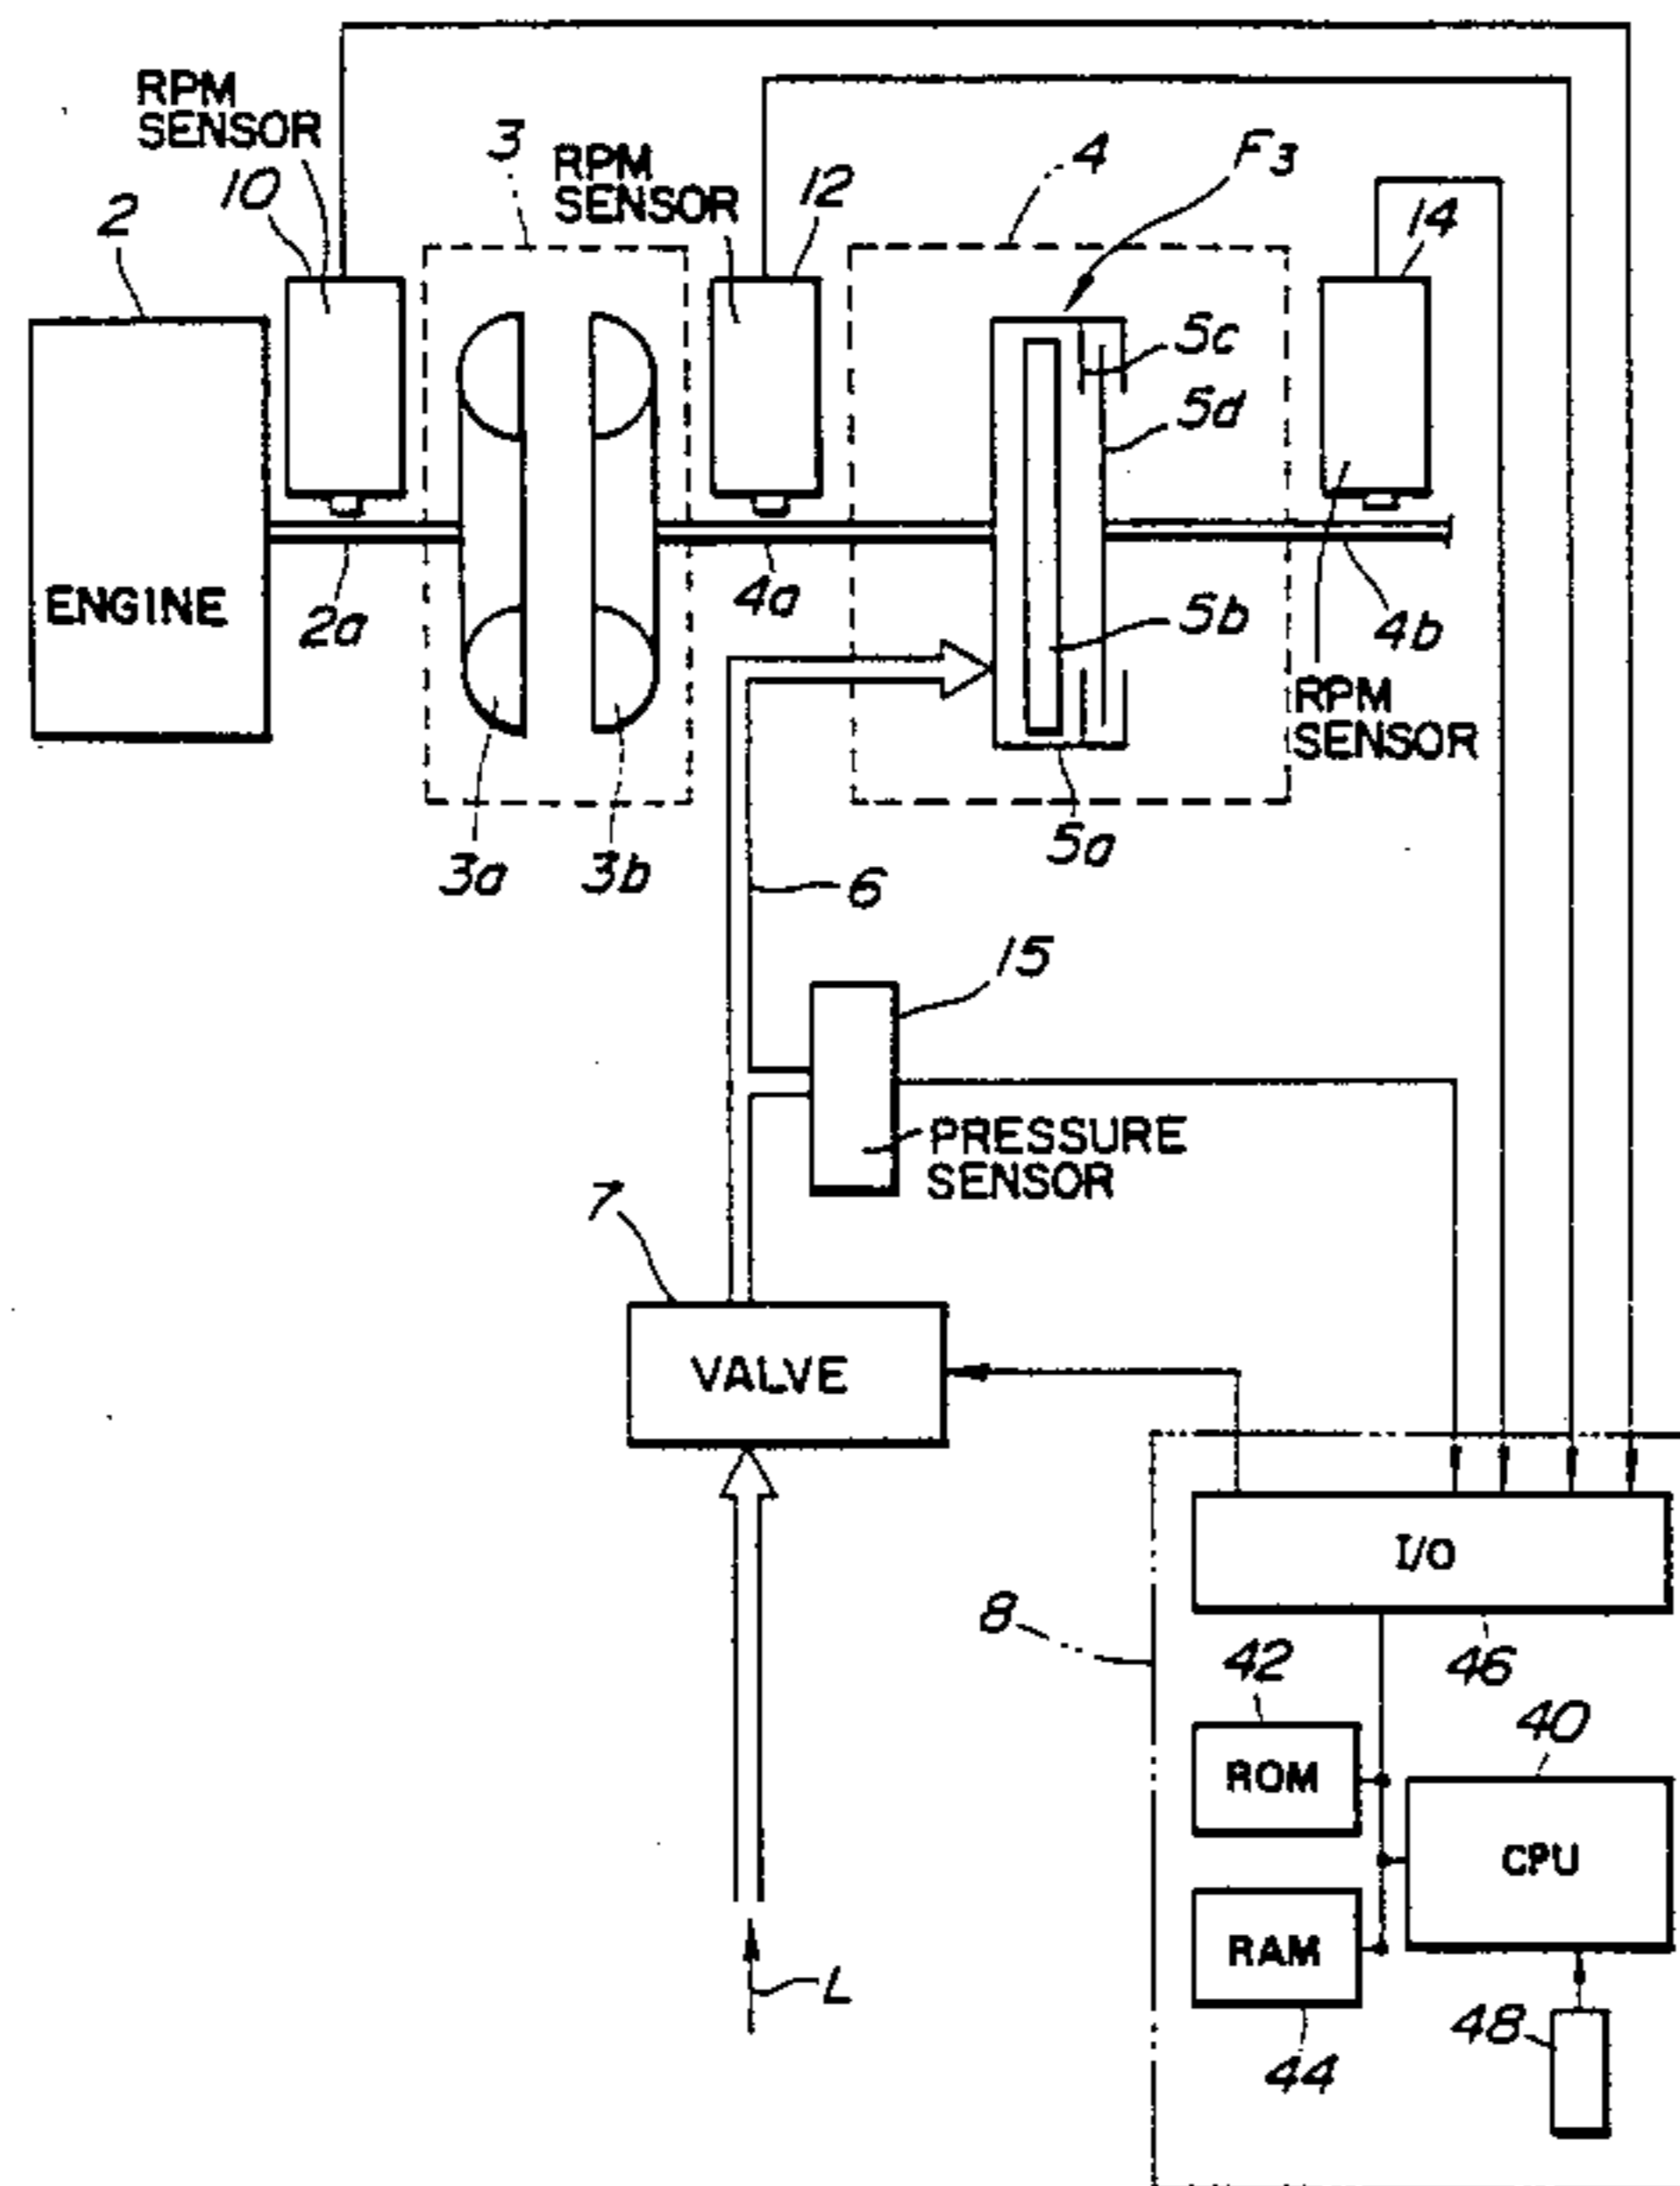 RPM
SENSOR
10
2
3
RPM
SENSOR
12
4
F3
14
5c
5d
ENGINE
2a
4a
5b
4b
RPM
SENSOR
3a
3b
5a
6
15
PRESSURE
SENSOR
7
VALVE
I/O
8
42
46
40
ROM
CPU
RAM
L
44
48